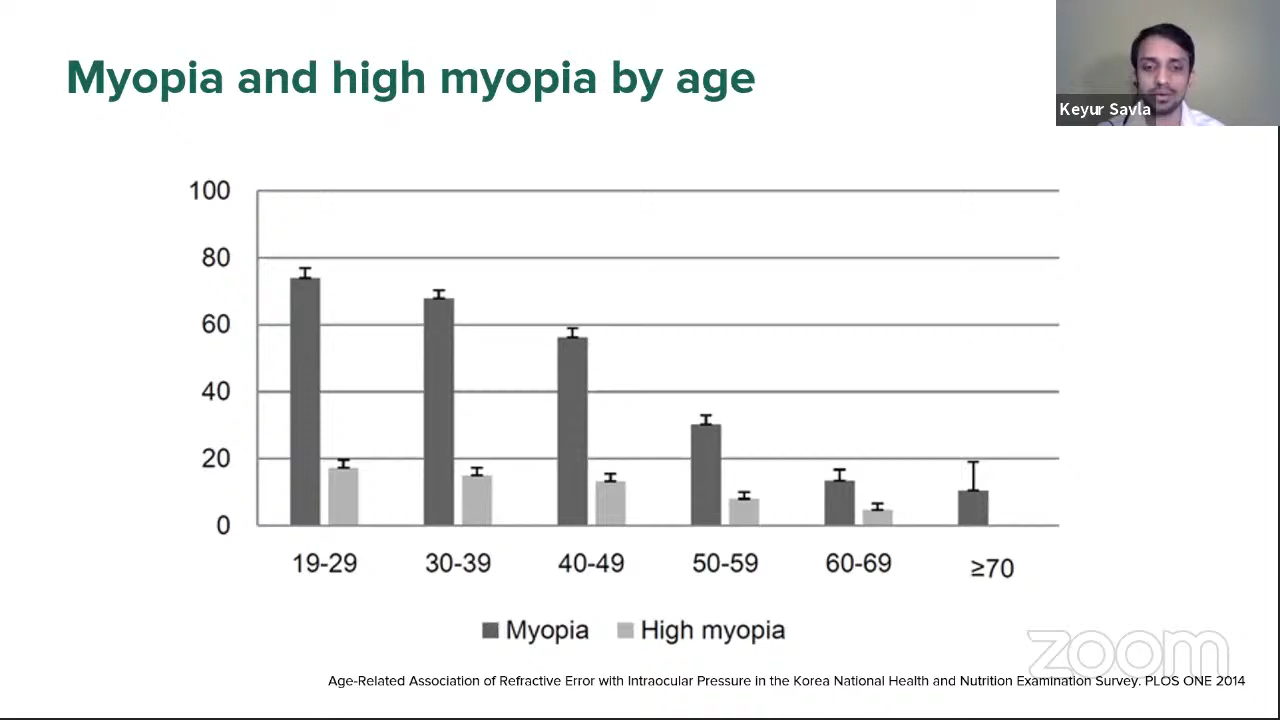 Myopia and high myopia by age
Keyur Savla
100
80
60
40
20
0
19-29 30-39 40-49 50-59 60-69 ≥70
Myopia High myopia
zoom
Age-Related Association of Refractive Error with Intraocular Pressure in the Korea National Health and Nutrition Examination Survey. PLOS ONE 2014